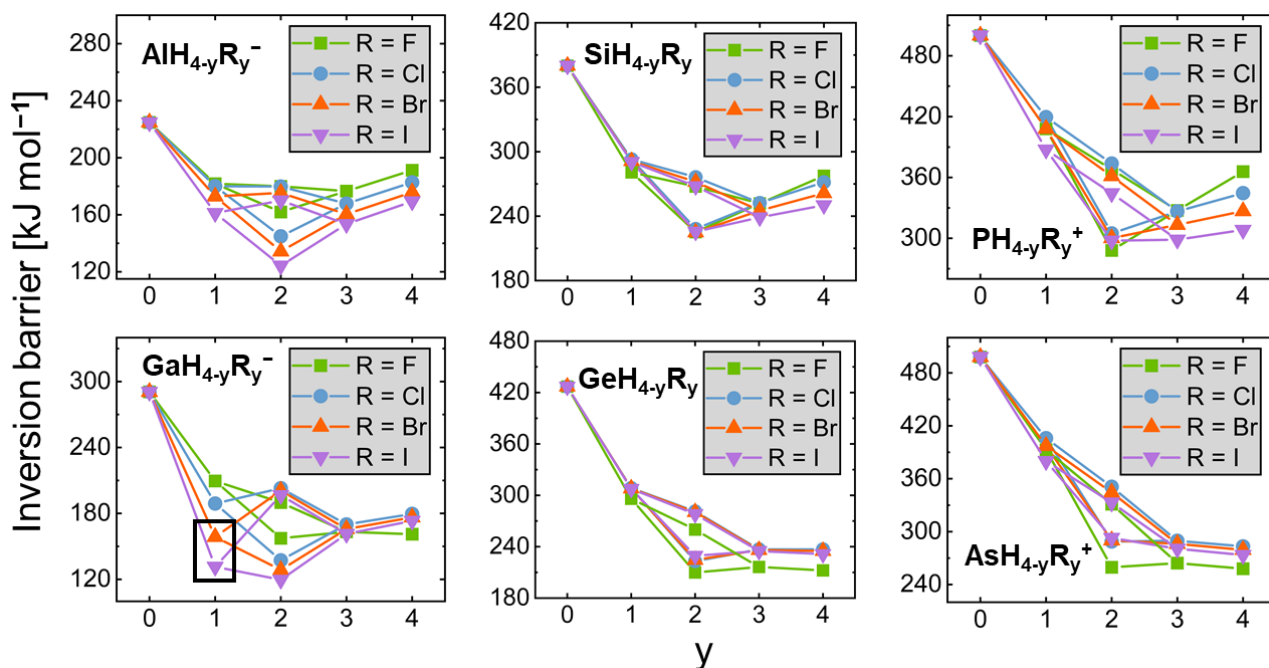 Inversion barrier [kJ mol⁻¹]
AlH₄₋yRy⁻
R = F
R = Cl
R = Br
R = I
280
240
200
160
120
0 1 2 3 4
SiH₄₋yRy
R = F
R = Cl
R = Br
R = I
420
360
300
240
180
0 1 2 3 4
PH₄₋yRy⁺
R = F
R = Cl
R = Br
R = I
480
420
360
300
0 1 2 3 4
GaH₄₋yRy⁻
R = F
R = Cl
R = Br
R = I
300
240
180
120
0 1 2 3 4
GeH₄₋yRy
R = F
R = Cl
R = Br
R = I
480
420
360
300
240
180
0 1 2 3 4
AsH₄₋yRy⁺
R = F
R = Cl
R = Br
R = I
480
420
360
300
240
0 1 2 3 4
y